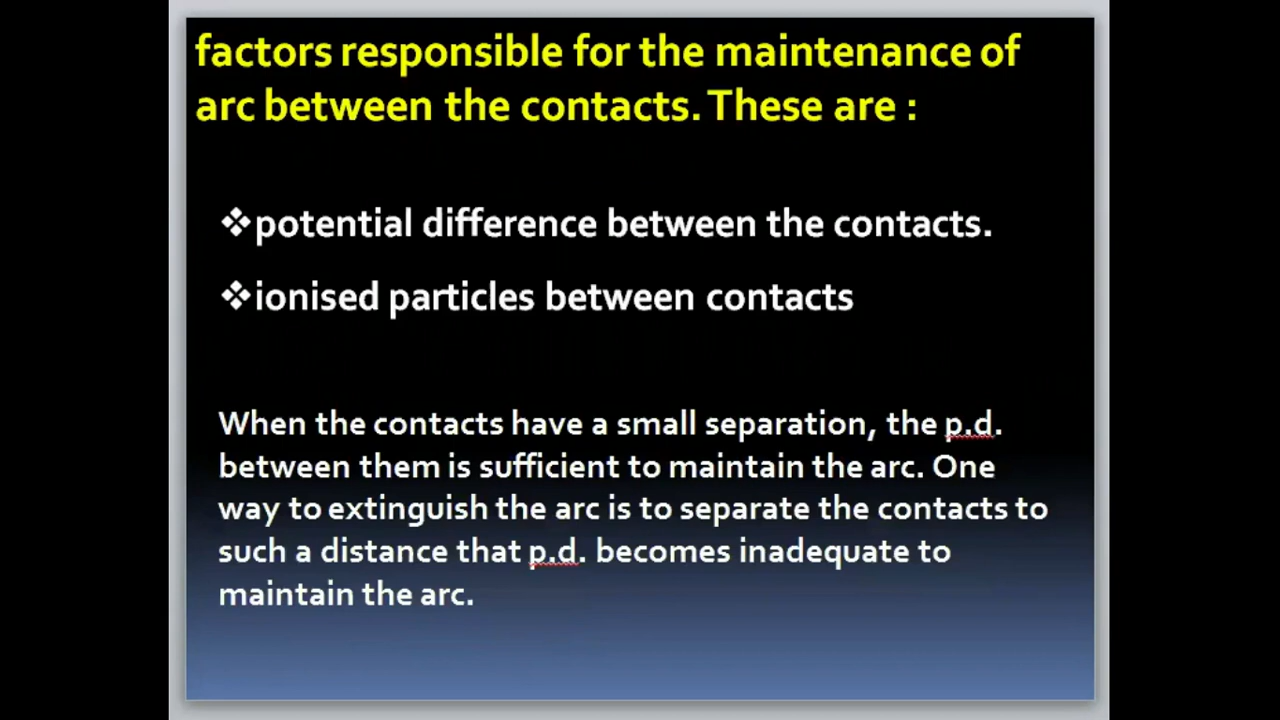 factors responsible for the maintenance of
arc between the contacts. These are :
❖potential difference between the contacts.
❖ionised particles between contacts
When the contacts have a small separation, the p.d.
between them is sufficient to maintain the arc. One
way to extinguish the arc is to separate the contacts to
such a distance that p.d. becomes inadequate to
maintain the arc.